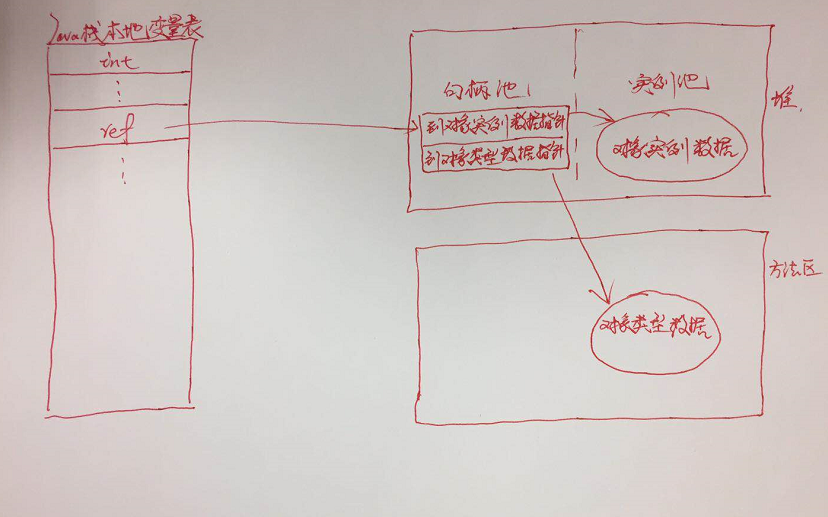 Java栈本地变量表
int
⋮
ref
⋮
句柄池
到对象实例数据指针
到对象类型数据指针
实例池
对象实例数据
堆
方法区
对象类型数据